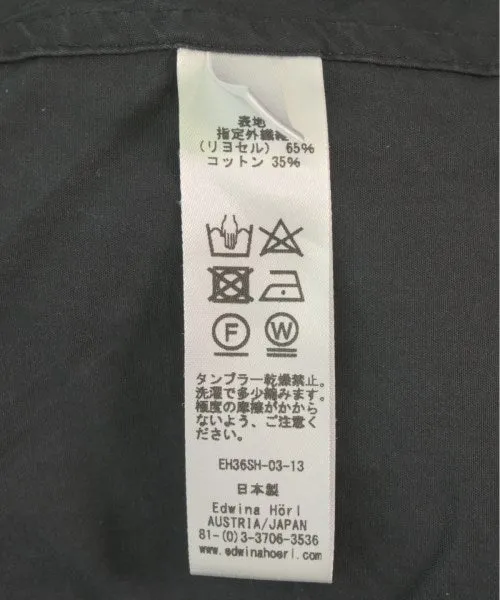 表地
指定外繊維
(リヨセル) 65%
コットン 35%
F
W
タンブラー乾燥禁止。
洗濯で多少縮みます。
極度の摩擦がかから
ないよう、ご注意く
ださい。
EH36SH-03-13
日本製
Edwina Hörl
AUSTRIA/JAPAN
81-(0)3-3706-3536
www.edwinahoerl.com